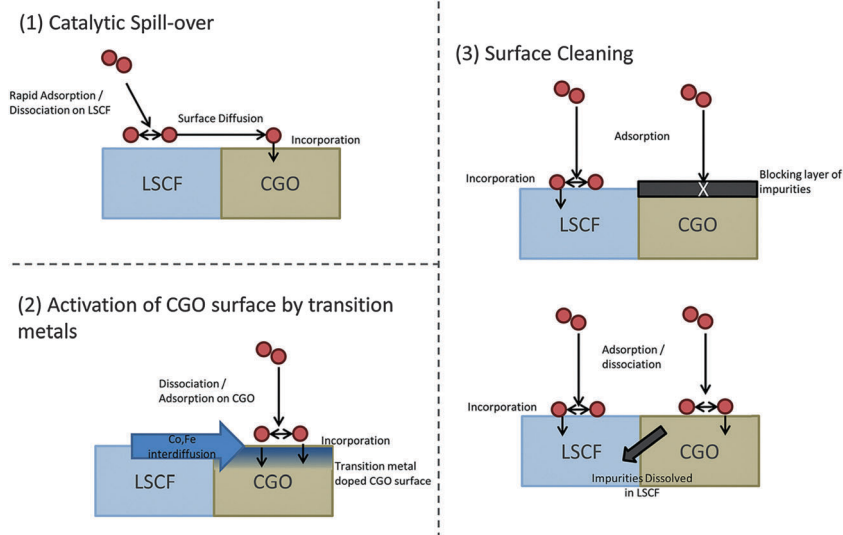 (1) Catalytic Spill-over
Rapid Adsorption /
Dissociation on LSCF
Surface Diffusion
Incorporation
LSCF
CGO
(2) Activation of CGO surface by transition
metals
Dissociation /
Adsorption on CGO
Co,Fe
interdiffusion
Incorporation
Transition metal
doped CGO surface
LSCF
CGO
(3) Surface Cleaning
Adsorption
Incorporation
Blocking layer of
impurities
X
LSCF
CGO
Adsorption /
dissociation
Incorporation
LSCF
CGO
Impurities Dissolved
in LSCF